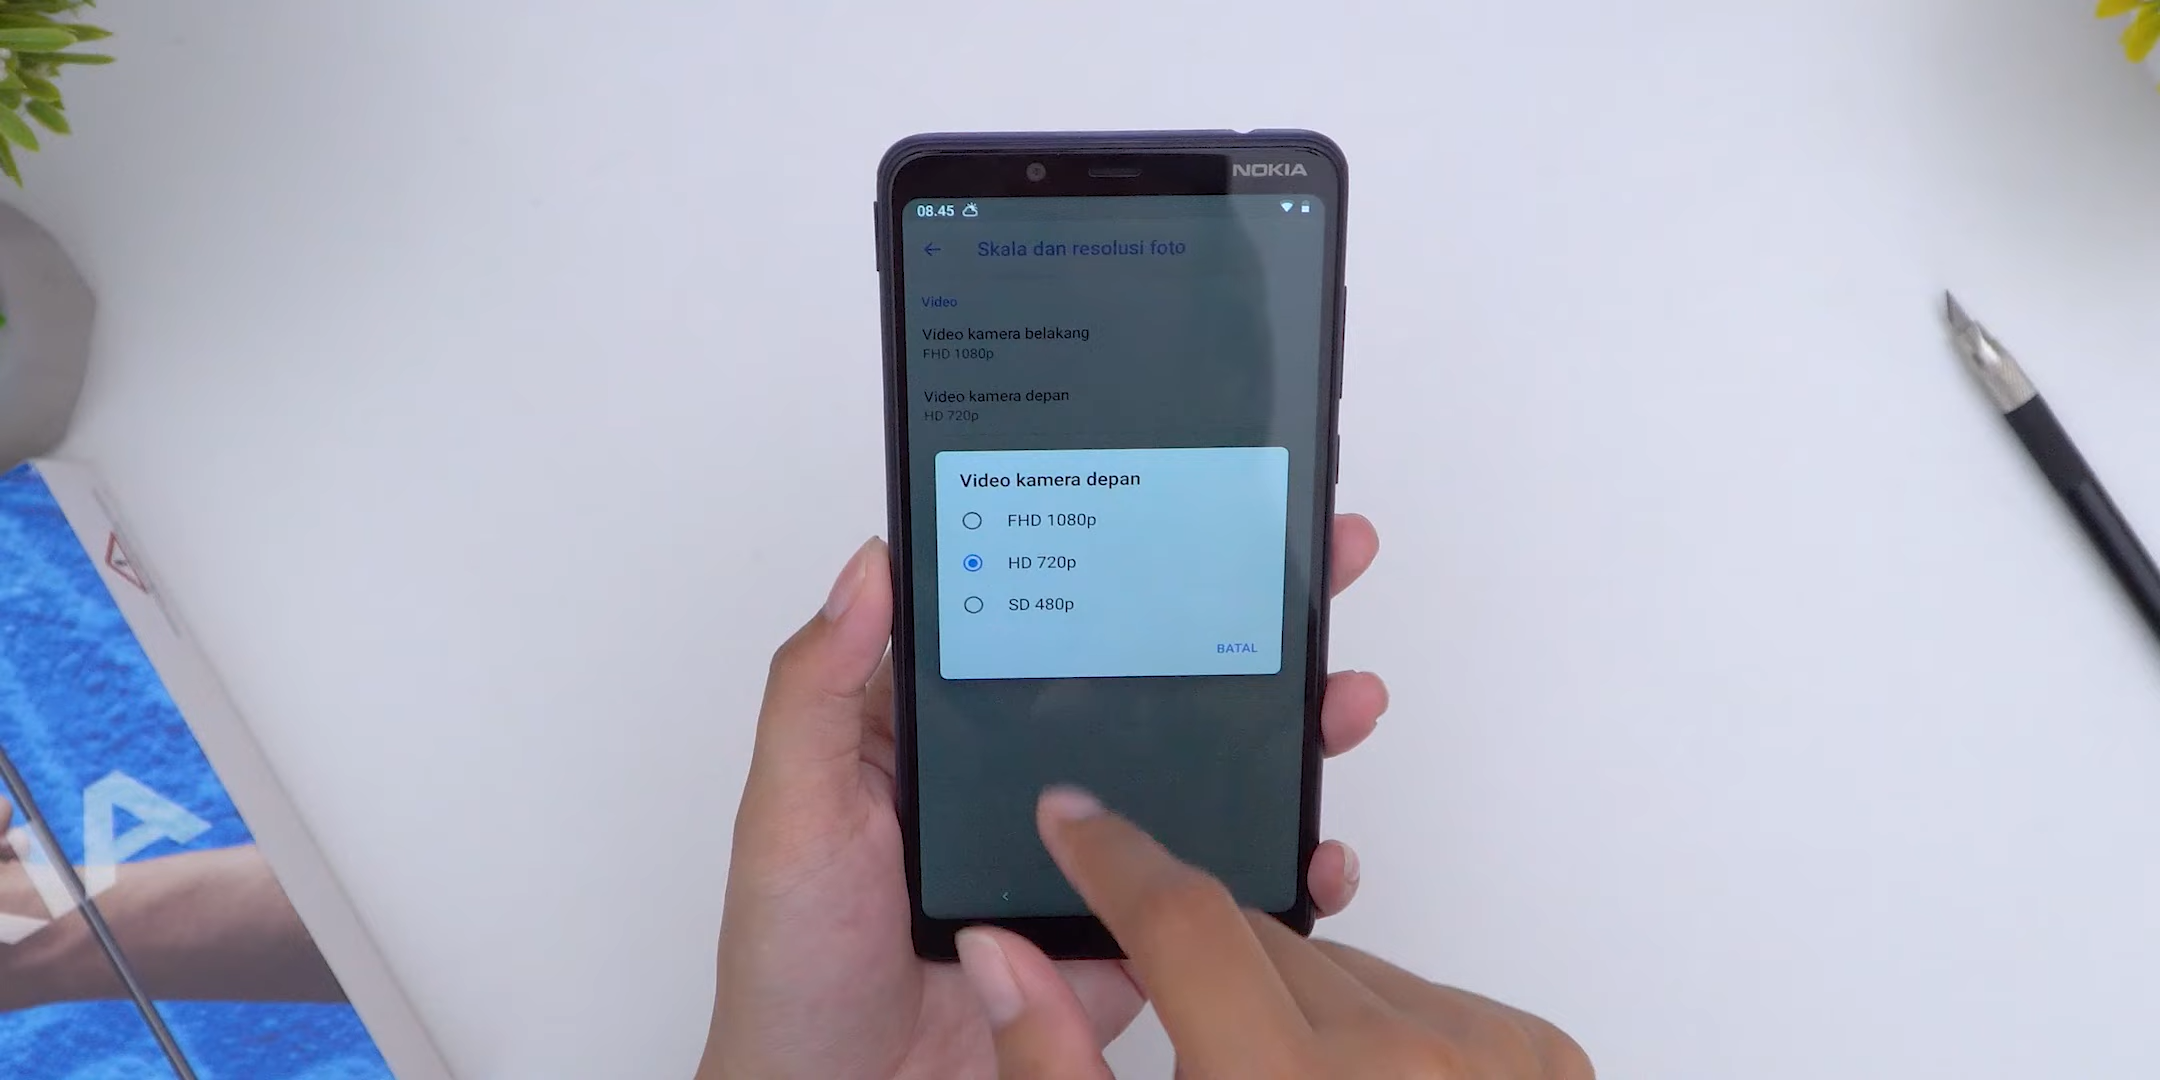 NOKIA
08.45
Skala dan resolusi foto
Video
Video kamera belakang
FHD 1080p
Video kamera depan
HD 720p
Video kamera depan
FHD 1080p
HD 720p
SD 480p
BATAL